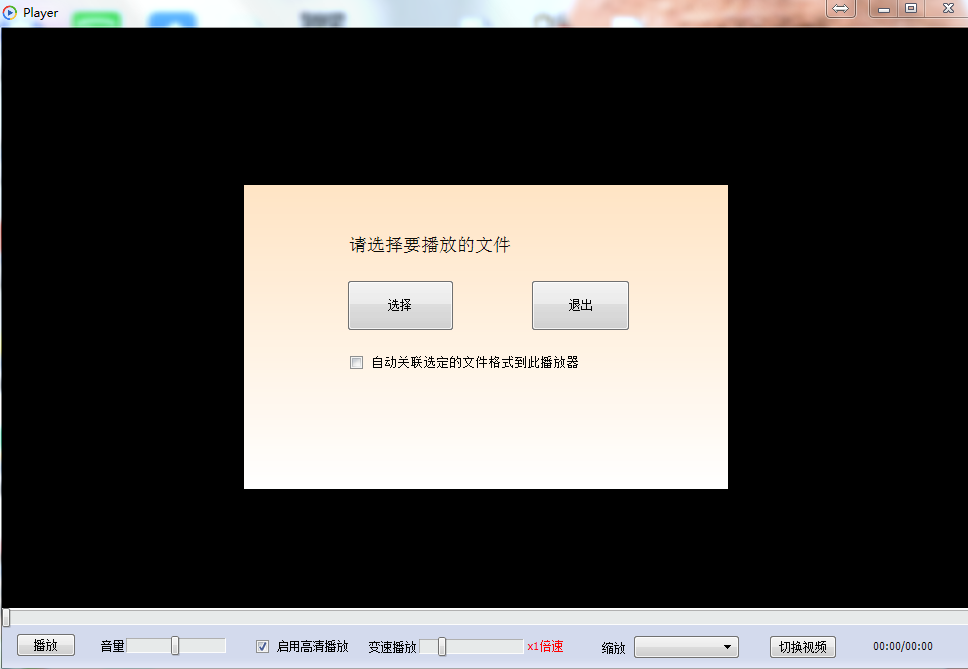 Player
请选择要播放的文件
选择
退出
自动关联选定的文件格式到此播放器
播放
音量
启用高清播放
变速播放
x1倍速
缩放
切换视频
00:00/00:00